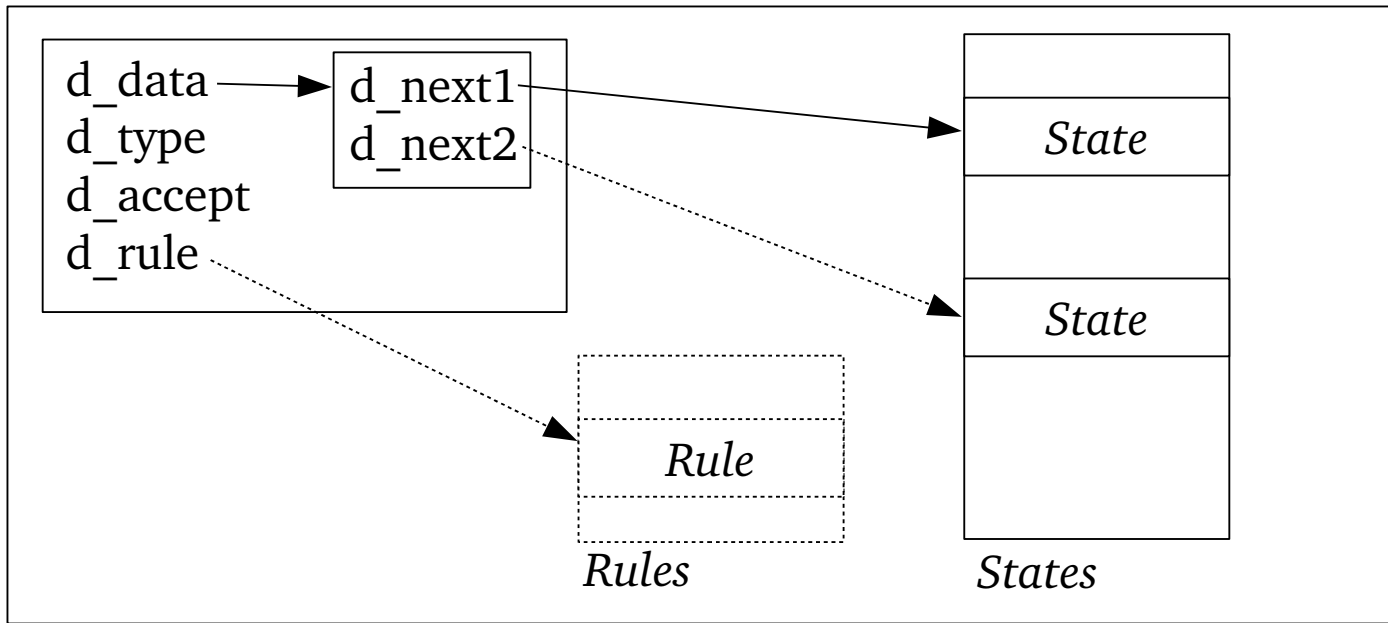 d_data
d_type
d_accept
d_rule
d_next1
d_next2
State
State
Rule
Rules
States